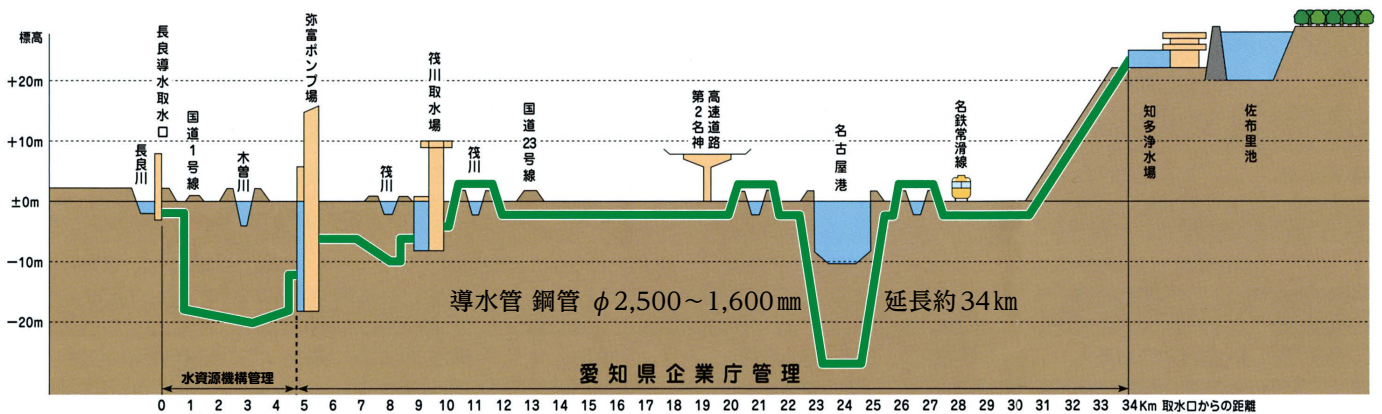 標高
+20m
+10m
±0m
−10m
−20m
長良川
長良導水取水口
国道1号線
木曽川
弥富ポンプ場
筏川
筏川取水場
筏川
国道23号線
第2名神
高速道路
名古屋港
名鉄常滑線
知多浄水場
佐布里池
導水管 鋼管 φ2,500～1,600㎜ 延長約34㎞
水資源機構管理
愛知県企業庁管理
0 1 2 3 4 5 6 7 8 9 10 11 12 13 14 15 16 17 18 19 20 21 22 23 24 25 26 27 28 29 30 31 32 33 34Km 取水口からの距離